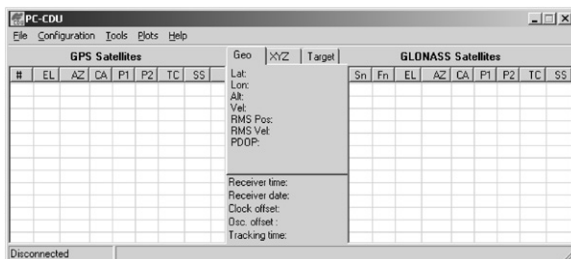 PC-CDU
File Configuration Tools Plots Help
GPS Satellites
# EL AZ CA P1 P2 TC SS
Geo XYZ Target
Lat:
Lon:
Alt:
Vel:
RMS Pos:
RMS Vel:
PDOP:
Receiver time:
Receiver date:
Clock offset:
Osc. offset :
Tracking time:
GLONASS Satellites
Sn Fn EL AZ CA P1 P2 TC SS
Disconnected